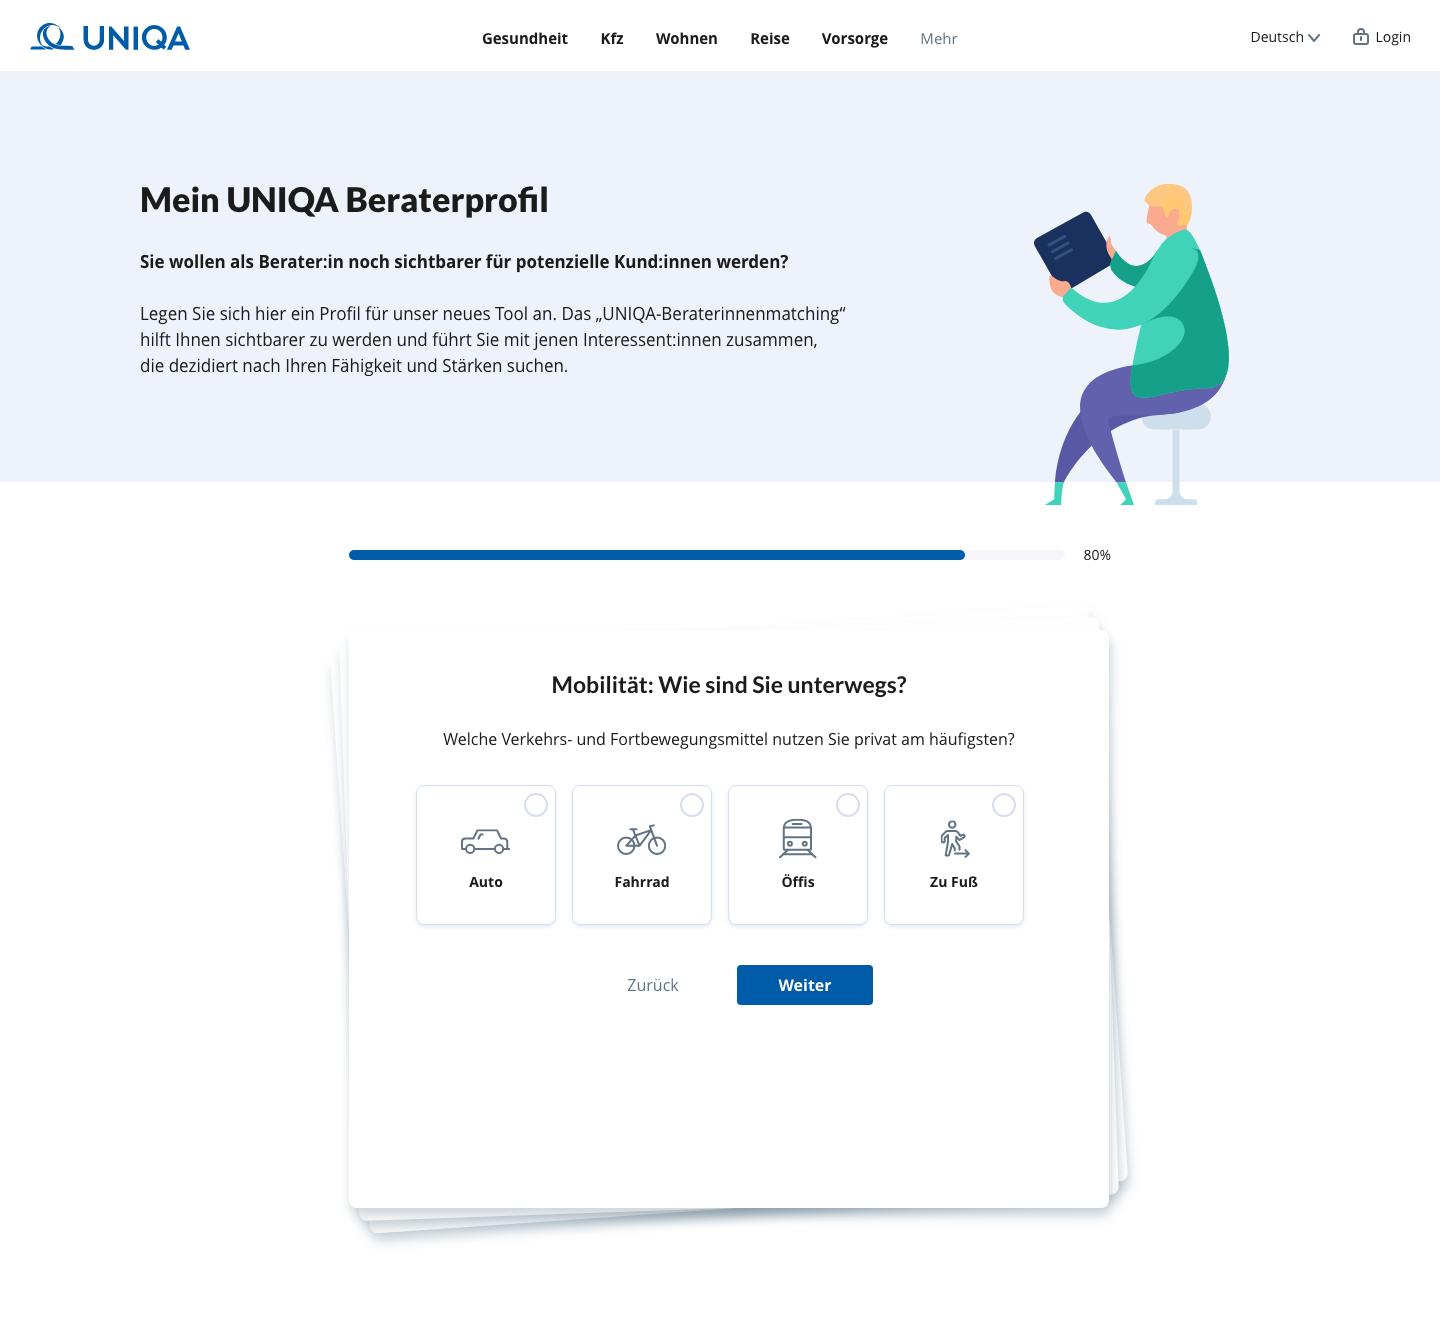 UNIQA
Gesundheit Kfz Wohnen Reise Vorsorge Mehr
Deutsch Login
Mein UNIQA Beraterprofil
Sie wollen als Berater:in noch sichtbarer für potenzielle Kund:innen werden?
Legen Sie sich hier ein Profil für unser neues Tool an. Das „UNIQA-Beraterinnenmatching“
hilft Ihnen sichtbarer zu werden und führt Sie mit jenen Interessent:innen zusammen,
die dezidiert nach Ihren Fähigkeit und Stärken suchen.
80%
Mobilität: Wie sind Sie unterwegs?
Welche Verkehrs- und Fortbewegungsmittel nutzen Sie privat am häufigsten?
Auto Fahrrad Öffis Zu Fuß
Zurück Weiter